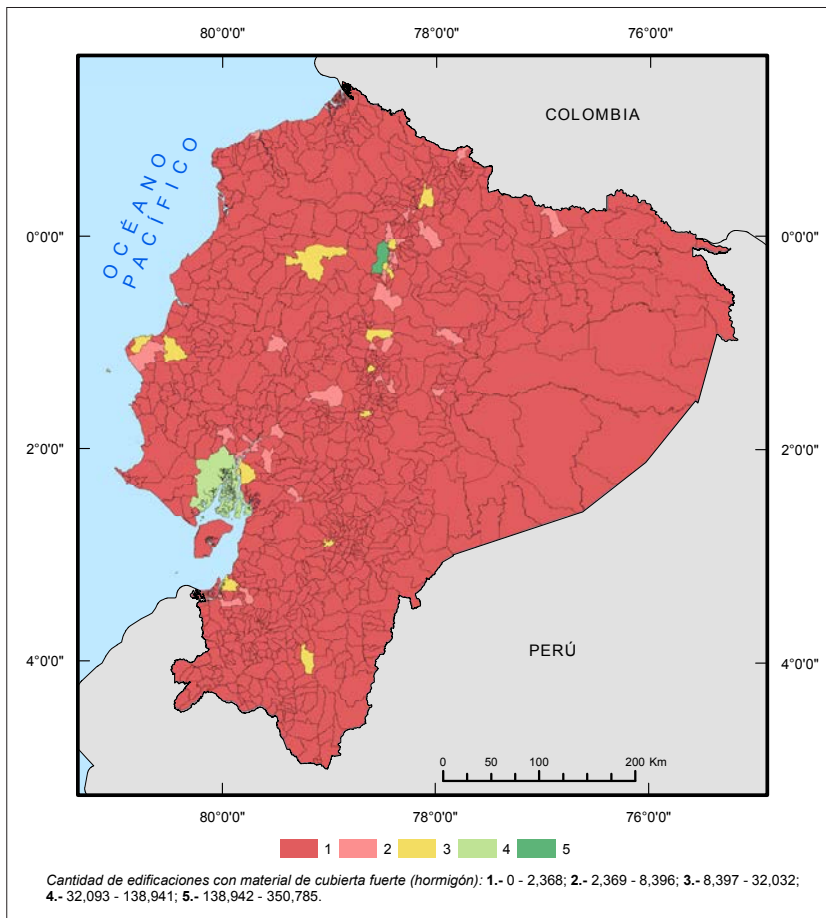 80°0'0"
78°0'0"
76°0'0"
COLOMBIA
OCÉANO
PACÍFICO
0°0'0"
0°0'0"
2°0'0"
2°0'0"
PERÚ
4°0'0"
4°0'0"
0 50 100 200 Km
80°0'0"
78°0'0"
76°0'0"
1 2 3 4 5
Cantidad de edificaciones con material de cubierta fuerte (hormigón): 1.- 0 - 2,368; 2.- 2,369 - 8,396; 3.- 8,397 - 32,032;
4.- 32,093 - 138,941; 5.- 138,942 - 350,785.